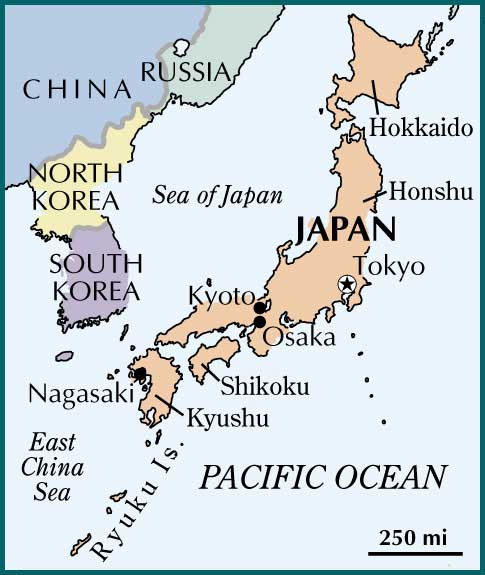 RUSSIA
CHINA
Hokkaido
NORTH
KOREA
Sea of Japan
Honshu
JAPAN
SOUTH
KOREA
Tokyo
Kyoto
Osaka
Nagasaki
Shikoku
Kyushu
East
China
Sea
Ryuku Is.
PACIFIC OCEAN
250 mi